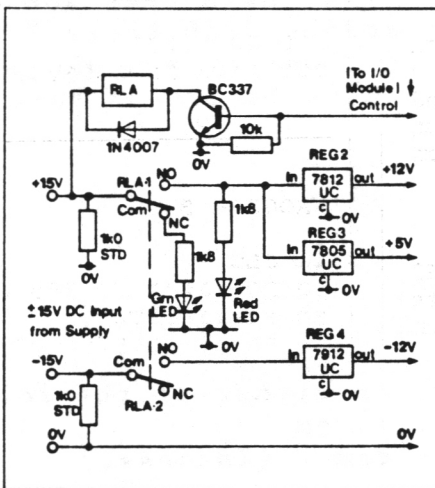 RLA
BC337
|To I/O
Module|
Control
1N4007
10k
0V
REG2
+15V
RLA·1
NO
in
7812
UC
out
+12V
c
0V
Com
NC
1k8
REG3
1k0
STD
1k8
7805
UC
out
+5V
c
0V
0V
Grn
LED
Red
LED
±15V DC Input
from Supply
0V
REG4
-15V
Com
NO
in
7912
UC
out
-12V
c
0V
1k0
STD
NC
RLA·2
0V
0V